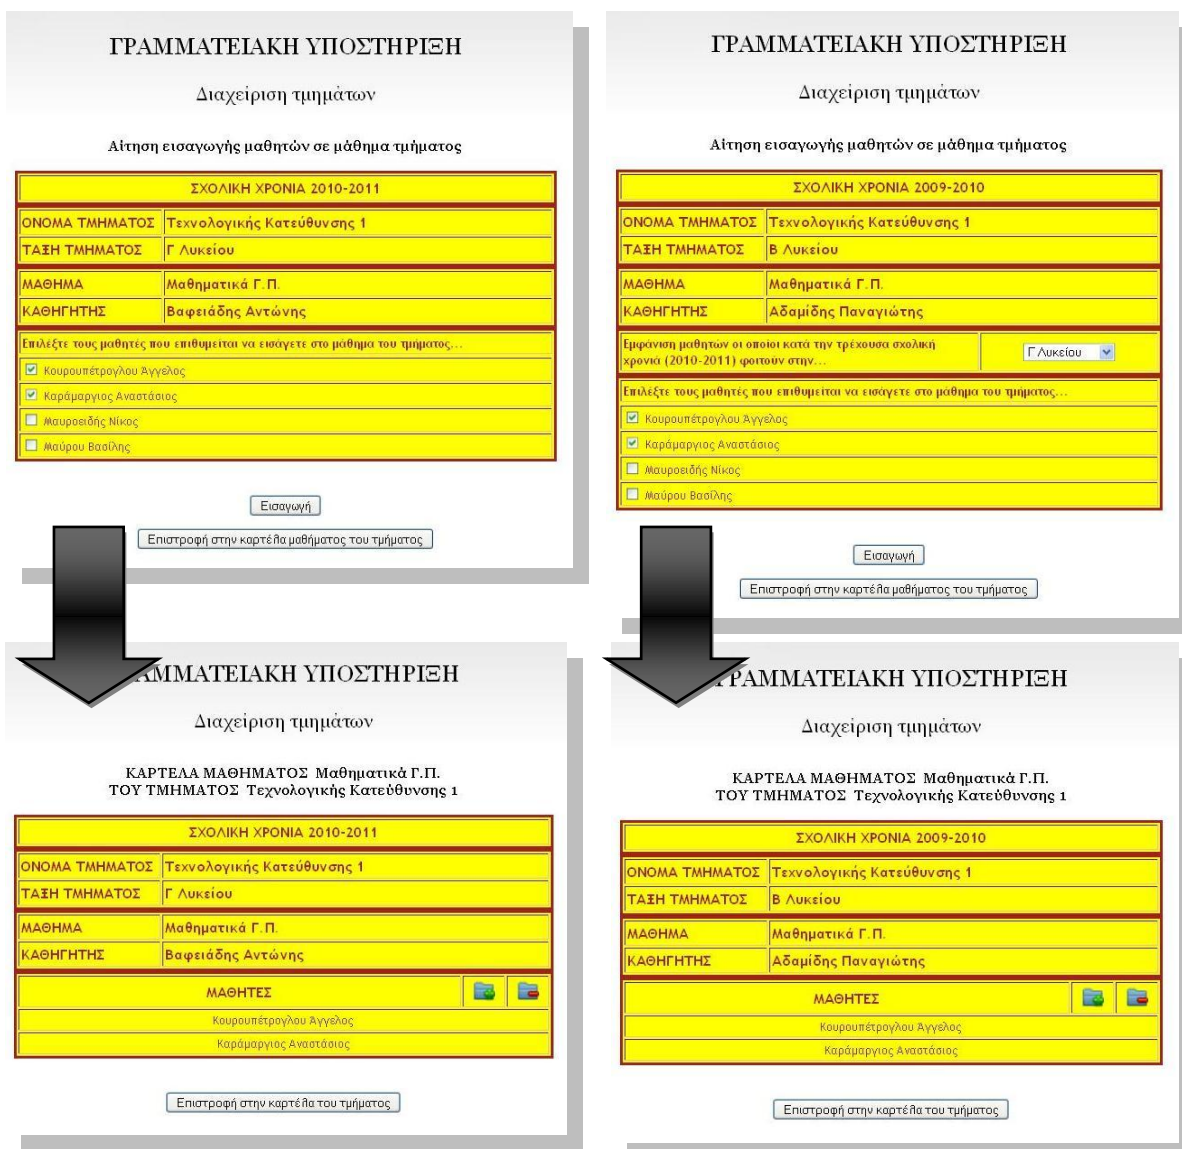 ΓΡΑΜΜΑΤΕΙΑΚΗ ΥΠΟΣΤΗΡΙΞΗ
Διαχείριση τμημάτων
Αίτηση εισαγωγής μαθητών σε μάθημα τμήματος
ΣΧΟΛΙΚΗ ΧΡΟΝΙΑ 2010-2011
ΟΝΟΜΑ ΤΜΗΜΑΤΟΣ Τεχνολογικής Κατεύθυνσης 1
ΤΑΞΗ ΤΜΗΜΑΤΟΣ Γ Λυκείου
ΜΑΘΗΜΑ Μαθηματικά Γ.Π.
ΚΑΘΗΓΗΤΗΣ Βαφειάδης Αντώνης
Επιλέξτε τους μαθητές που επιθυμείται να εισάγετε στο μάθημα του τμήματος...
Κουρουπέτρογλου Άγγελος
Καράμαργιος Αναστάσιος
Μαυροειδής Νίκος
Μαύρου Βασίλης
Εισαγωγή
Επιστροφή στην καρτέλα μαθήματος του τμήματος
ΓΡΑΜΜΑΤΕΙΑΚΗ ΥΠΟΣΤΗΡΙΞΗ
Διαχείριση τμημάτων
Αίτηση εισαγωγής μαθητών σε μάθημα τμήματος
ΣΧΟΛΙΚΗ ΧΡΟΝΙΑ 2009-2010
ΟΝΟΜΑ ΤΜΗΜΑΤΟΣ Τεχνολογικής Κατεύθυνσης 1
ΤΑΞΗ ΤΜΗΜΑΤΟΣ Β Λυκείου
ΜΑΘΗΜΑ Μαθηματικά Γ.Π.
ΚΑΘΗΓΗΤΗΣ Αδαμίδης Παναγιώτης
Εμφάνιση μαθητών οι οποίοι κατά την τρέχουσα σχολική
χρονιά (2010-2011) φοιτούν στην... Γ Λυκείου
Επιλέξτε τους μαθητές που επιθυμείται να εισάγετε στο μάθημα του τμήματος...
Κουρουπέτρογλου Άγγελος
Καράμαργιος Αναστάσιος
Μαυροειδής Νίκος
Μαύρου Βασίλης
Εισαγωγή
Επιστροφή στην καρτέλα μαθήματος του τμήματος
ΑΜΜΑΤΕΙΑΚΗ ΥΠΟΣΤΗΡΙΞΗ
Διαχείριση τμημάτων
ΚΑΡΤΕΛΑ ΜΑΘΗΜΑΤΟΣ Μαθηματικά Γ.Π.
ΤΟΥ ΤΜΗΜΑΤΟΣ Τεχνολογικής Κατεύθυνσης 1
ΣΧΟΛΙΚΗ ΧΡΟΝΙΑ 2010-2011
ΟΝΟΜΑ ΤΜΗΜΑΤΟΣ Τεχνολογικής Κατεύθυνσης 1
ΤΑΞΗ ΤΜΗΜΑΤΟΣ Γ Λυκείου
ΜΑΘΗΜΑ Μαθηματικά Γ.Π.
ΚΑΘΗΓΗΤΗΣ Βαφειάδης Αντώνης
ΜΑΘΗΤΕΣ
Κουρουπέτρογλου Άγγελος
Καράμαργιος Αναστάσιος
Επιστροφή στην καρτέλα του τμήματος
ΓΡΑΜΜΑΤΕΙΑΚΗ ΥΠΟΣΤΗΡΙΞΗ
Διαχείριση τμημάτων
ΚΑΡΤΕΛΑ ΜΑΘΗΜΑΤΟΣ Μαθηματικά Γ.Π.
ΤΟΥ ΤΜΗΜΑΤΟΣ Τεχνολογικής Κατεύθυνσης 1
ΣΧΟΛΙΚΗ ΧΡΟΝΙΑ 2009-2010
ΟΝΟΜΑ ΤΜΗΜΑΤΟΣ Τεχνολογικής Κατεύθυνσης 1
ΤΑΞΗ ΤΜΗΜΑΤΟΣ Β Λυκείου
ΜΑΘΗΜΑ Μαθηματικά Γ.Π.
ΚΑΘΗΓΗΤΗΣ Αδαμίδης Παναγιώτης
ΜΑΘΗΤΕΣ
Κουρουπέτρογλου Άγγελος
Καράμαργιος Αναστάσιος
Επιστροφή στην καρτέλα του τμήματος